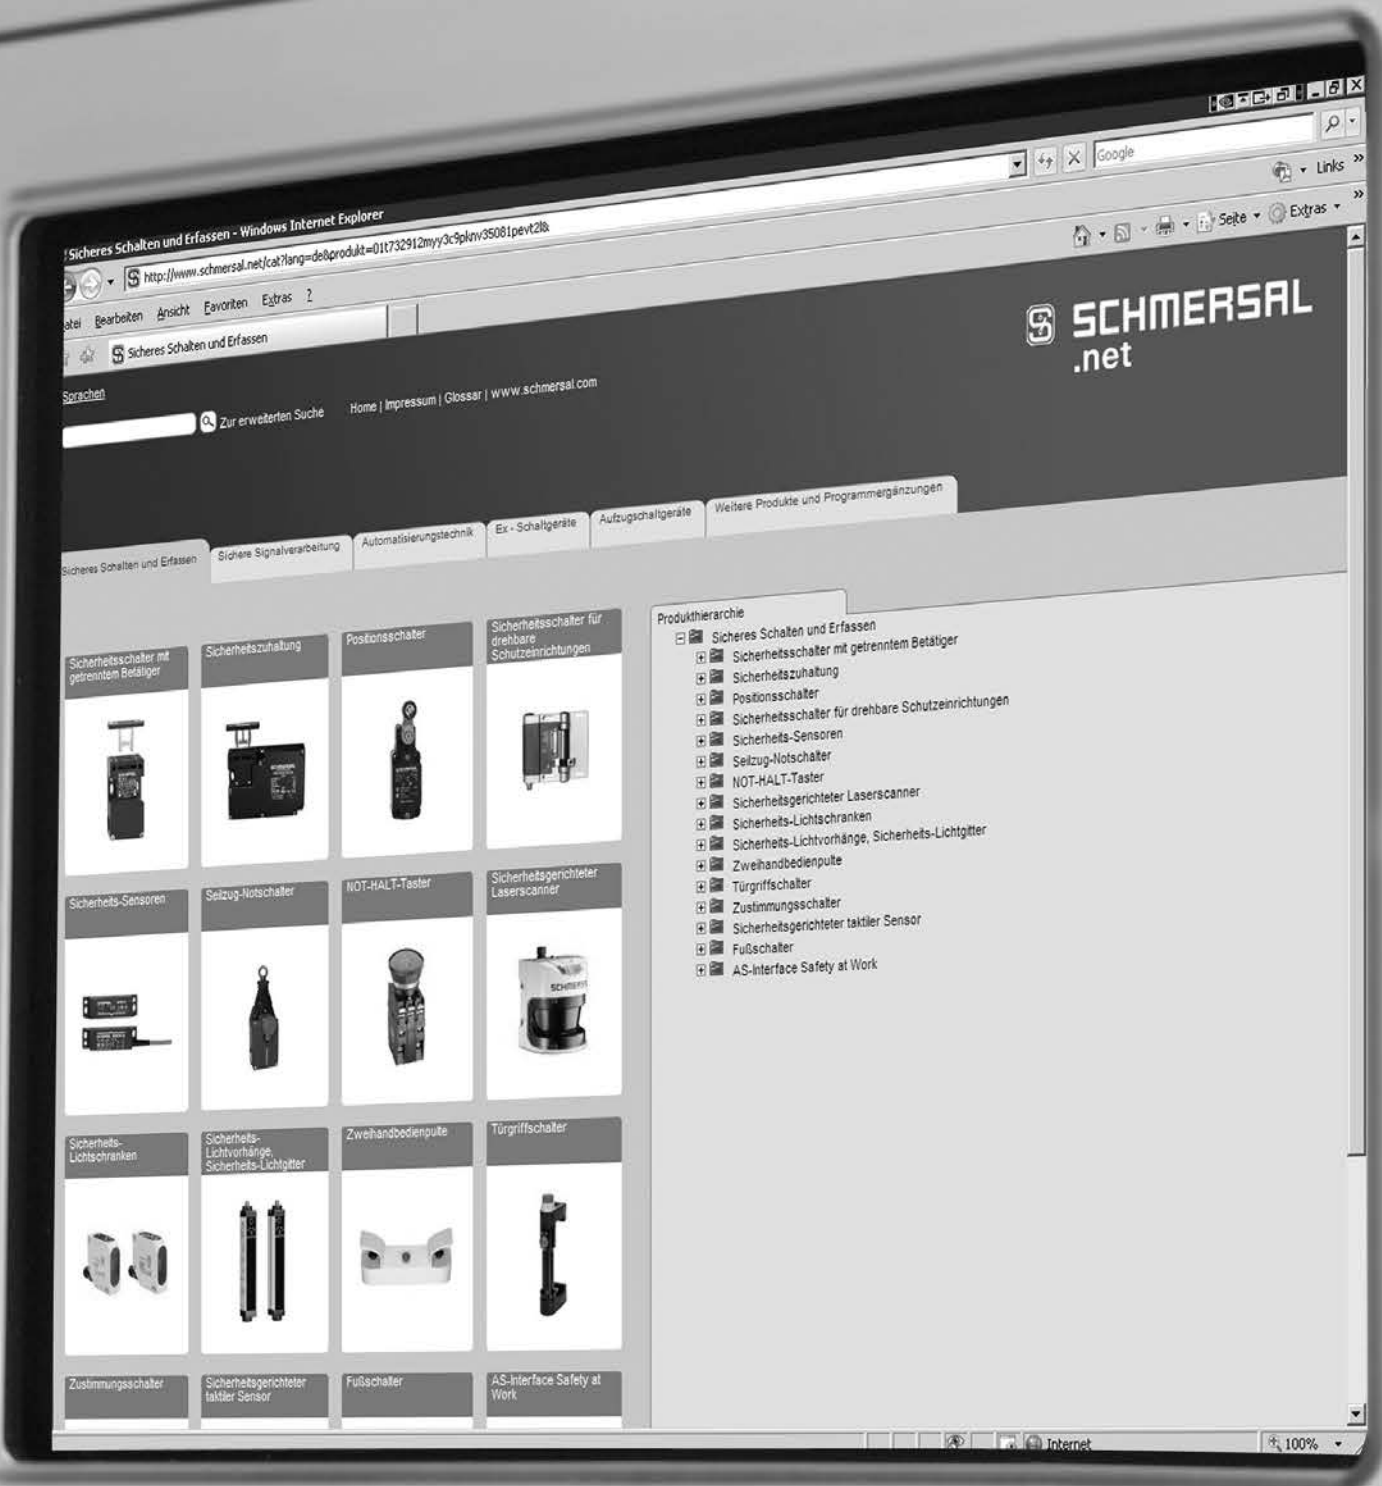 Sicheres Schalten und Erfassen - Windows Internet Explorer
http://www.schmersal.net/cat?lang=de&produkt=01t732912myy3c9pknv35081pevt2l&
Google
Links »
atei Bearbeiten Ansicht Favoriten Extras ?
Sicheres Schalten und Erfassen
Seite Extras »
SCHMERSAL
.net
Sprachen
Zur erweiterten Suche Home | Impressum | Glossar | www.schmersal.com
Sicheres Schalten und Erfassen Sichere Signalverarbeitung Automatisierungstechnik Ex - Schaltgeräte Aufzugschaltgeräte Weitere Produkte und Programmergänzungen
Sicherheitsschalter mit
getrenntem Betätiger
Sicherheitszuhaltung
Positionsschalter
Sicherheitsschalter für
drehbare
Schutzeinrichtungen
Sicherheits-Sensoren
Seilzug-Notschalter
NOT-HALT-Taster
Sicherheitsgerichteter
Laserscanner
SCHMERS
Sicherheits-
Lichtschranken
Sicherheits-
Lichtvorhänge,
Sicherheits-Lichtgitter
Zweihandbedienpulte
Türgriffschalter
Zustimmungsschalter
Sicherheitsgerichteter
taktiler Sensor
Fußschalter
AS-Interface Safety at
Work
Produkthierarchie
Sicheres Schalten und Erfassen
Sicherheitsschalter mit getrenntem Betätiger
Sicherheitszuhaltung
Positionsschalter
Sicherheitsschalter für drehbare Schutzeinrichtungen
Sicherheits-Sensoren
Seilzug-Notschalter
NOT-HALT-Taster
Sicherheitsgerichteter Laserscanner
Sicherheits-Lichtschranken
Sicherheits-Lichtvorhänge, Sicherheits-Lichtgitter
Zweihandbedienpulte
Türgriffschalter
Zustimmungsschalter
Sicherheitsgerichteter taktiler Sensor
Fußschalter
AS-Interface Safety at Work
Internet
100%